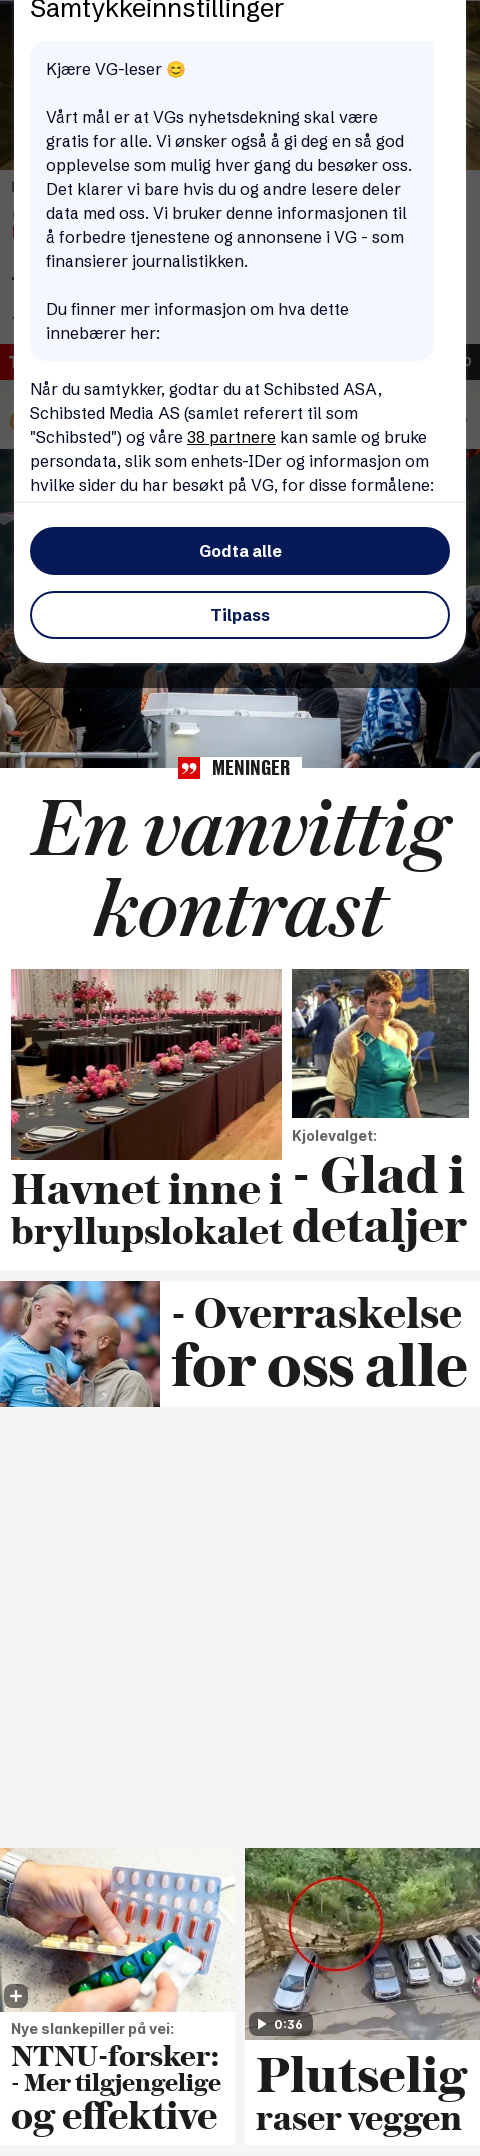 Samtykkeinnstillinger
Kjære VG-leser 😊
Vårt mål er at VGs nyhetsdekning skal være
gratis for alle. Vi ønsker også å gi deg en så god
opplevelse som mulig hver gang du besøker oss.
Det klarer vi bare hvis du og andre lesere deler
data med oss. Vi bruker denne informasjonen til
å forbedre tjenestene og annonsene i VG - som
finansierer journalistikken.
Du finner mer informasjon om hva dette
innebærer her:
Når du samtykker, godtar du at Schibsted ASA,
Schibsted Media AS (samlet referert til som
"Schibsted") og våre 38 partnere kan samle og bruke
persondata, slik som enhets-IDer og informasjon om
hvilke sider du har besøkt på VG, for disse formålene:
Godta alle
Tilpass
MENINGER
En vanvittig
kontrast
Havnet inne i
bryllupslokalet
Kjolevalget:
- Glad i
detaljer
- Overraskelse
for oss alle
Nye slankepiller på vei:
NTNU-forsker:
- Mer tilgjengelige
og effektive
0:36
Plutselig
raser veggen